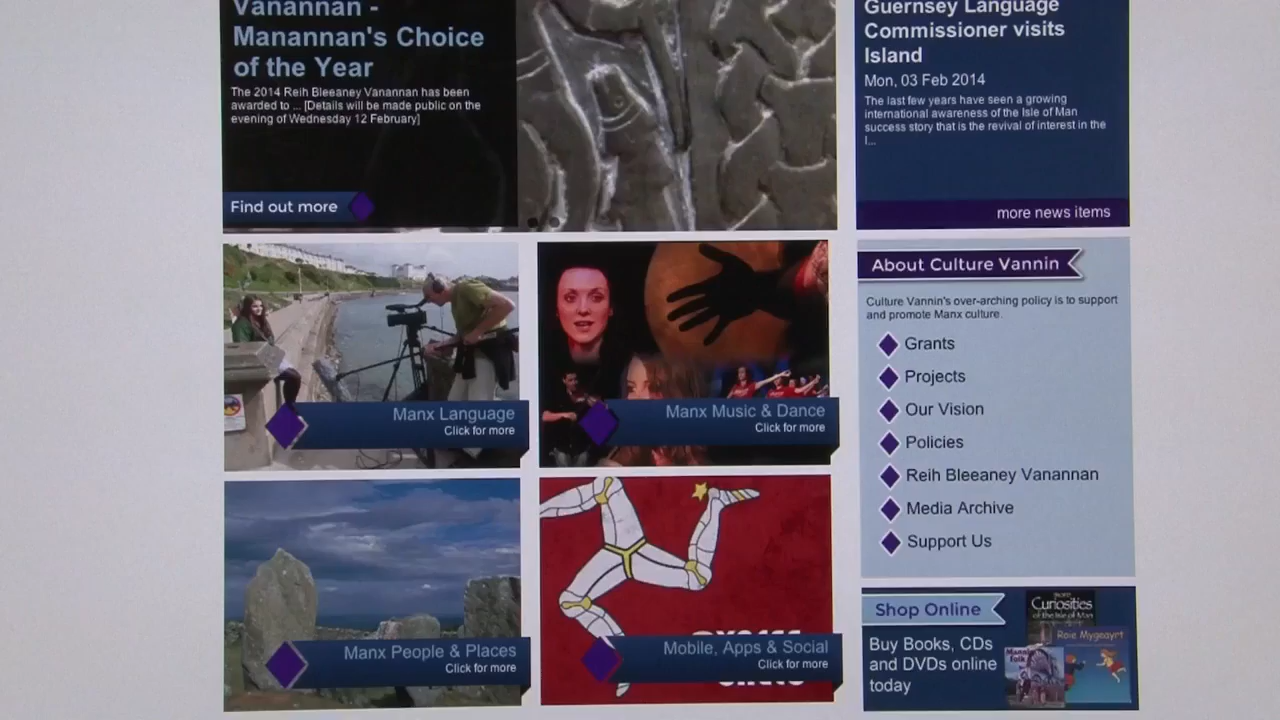 Vanannan -
Manannan's Choice
of the Year
The 2014 Reih Bleeaney Vanannan has been
awarded to ... [Details will be made public on the
evening of Wednesday 12 February]
Find out more
Guernsey Language
Commissioner visits
Island
Mon, 03 Feb 2014
The last few years have seen a growing
international awareness of the Isle of Man
success story that is the revival of interest in the
l...
more news items
Manx Language
Click for more
Manx Music & Dance
Click for more
About Culture Vannin
Culture Vannin's over-arching policy is to support
and promote Manx culture.
Grants
Projects
Our Vision
Policies
Reih Bleeaney Vanannan
Media Archive
Support Us
Manx People & Places
Click for more
Mobile, Apps & Social
Click for more
Shop Online
Buy Books, CDs
and DVDs online
today
Curiosities
of the Isle of Man
Roie Mygeayrt
Manx
Folk